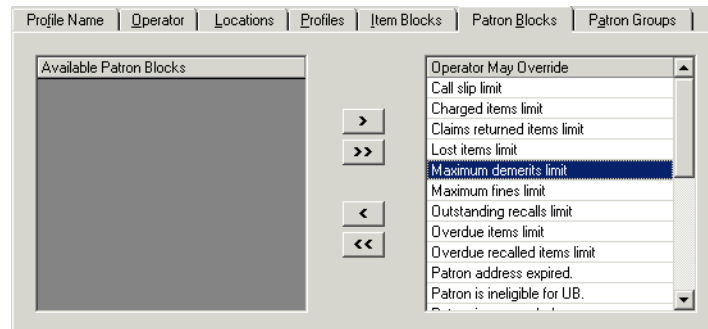 Profile Name Operator Locations Profiles Item Blocks Patron Blocks Patron Groups
Available Patron Blocks
Operator May Override
Call slip limit
Charged items limit
Claims returned items limit
Lost items limit
Maximum demerits limit
Maximum fines limit
Outstanding recalls limit
Overdue items limit
Overdue recalled items limit
Patron address expired.
Patron is ineligible for UB.
>
>>
<
<<